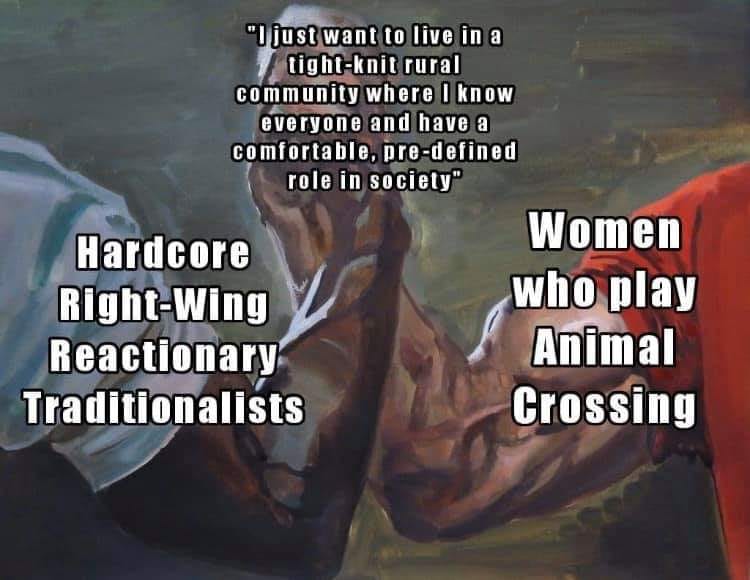 "I just want to live in a
tight-knit rural
community where I know
everyone and have a
comfortable, pre-defined
role in society"
Hardcore
Right-Wing
Reactionary
Traditionalists
Women
who play
Animal
Crossing